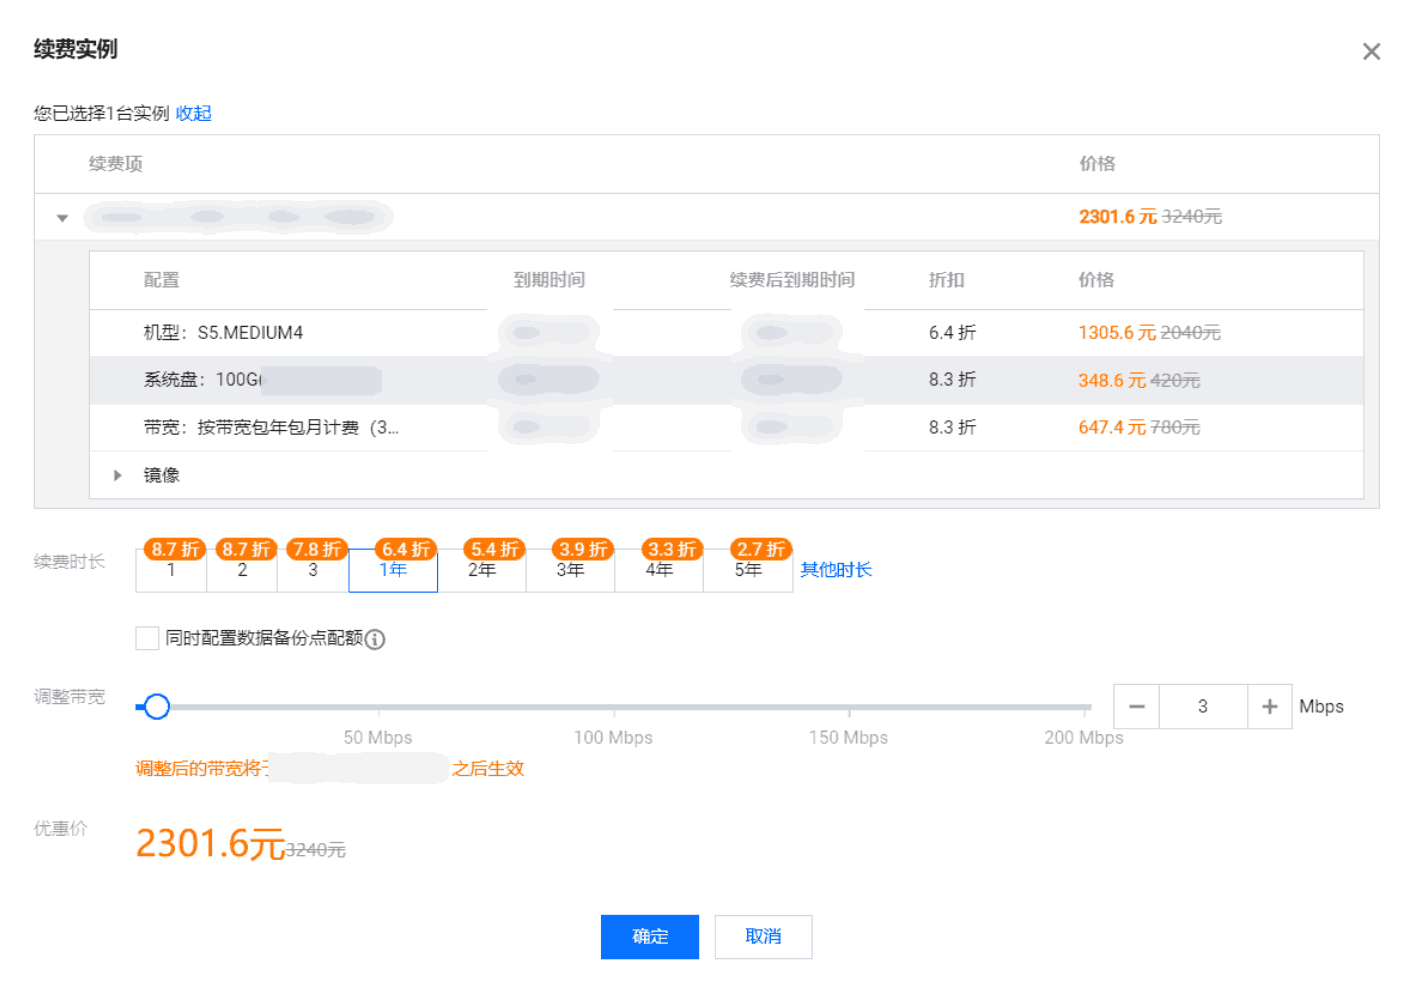 续费实例
您已选择1台实例 收起
续费项 价格
2301.6 元 3240元
配置 到期时间 续费后到期时间 折扣 价格
机型：S5.MEDIUM4 6.4 折 1305.6 元 2040元
系统盘：100G 8.3 折 348.6 元 420元
带宽：按带宽包年包月计费（3... 8.3 折 647.4 元 780元
镜像
8.7 折 8.7 折 7.8 折 6.4 折 5.4 折 3.9 折 3.3 折 2.7 折
续费时长 1 2 3 1年 2年 3年 4年 5年 其他时长
同时配置数据备份点配额
调整带宽 3 Mbps
50 Mbps 100 Mbps 150 Mbps 200 Mbps
调整后的带宽将于 之后生效
优惠价 2301.6元 3240元
确定 取消